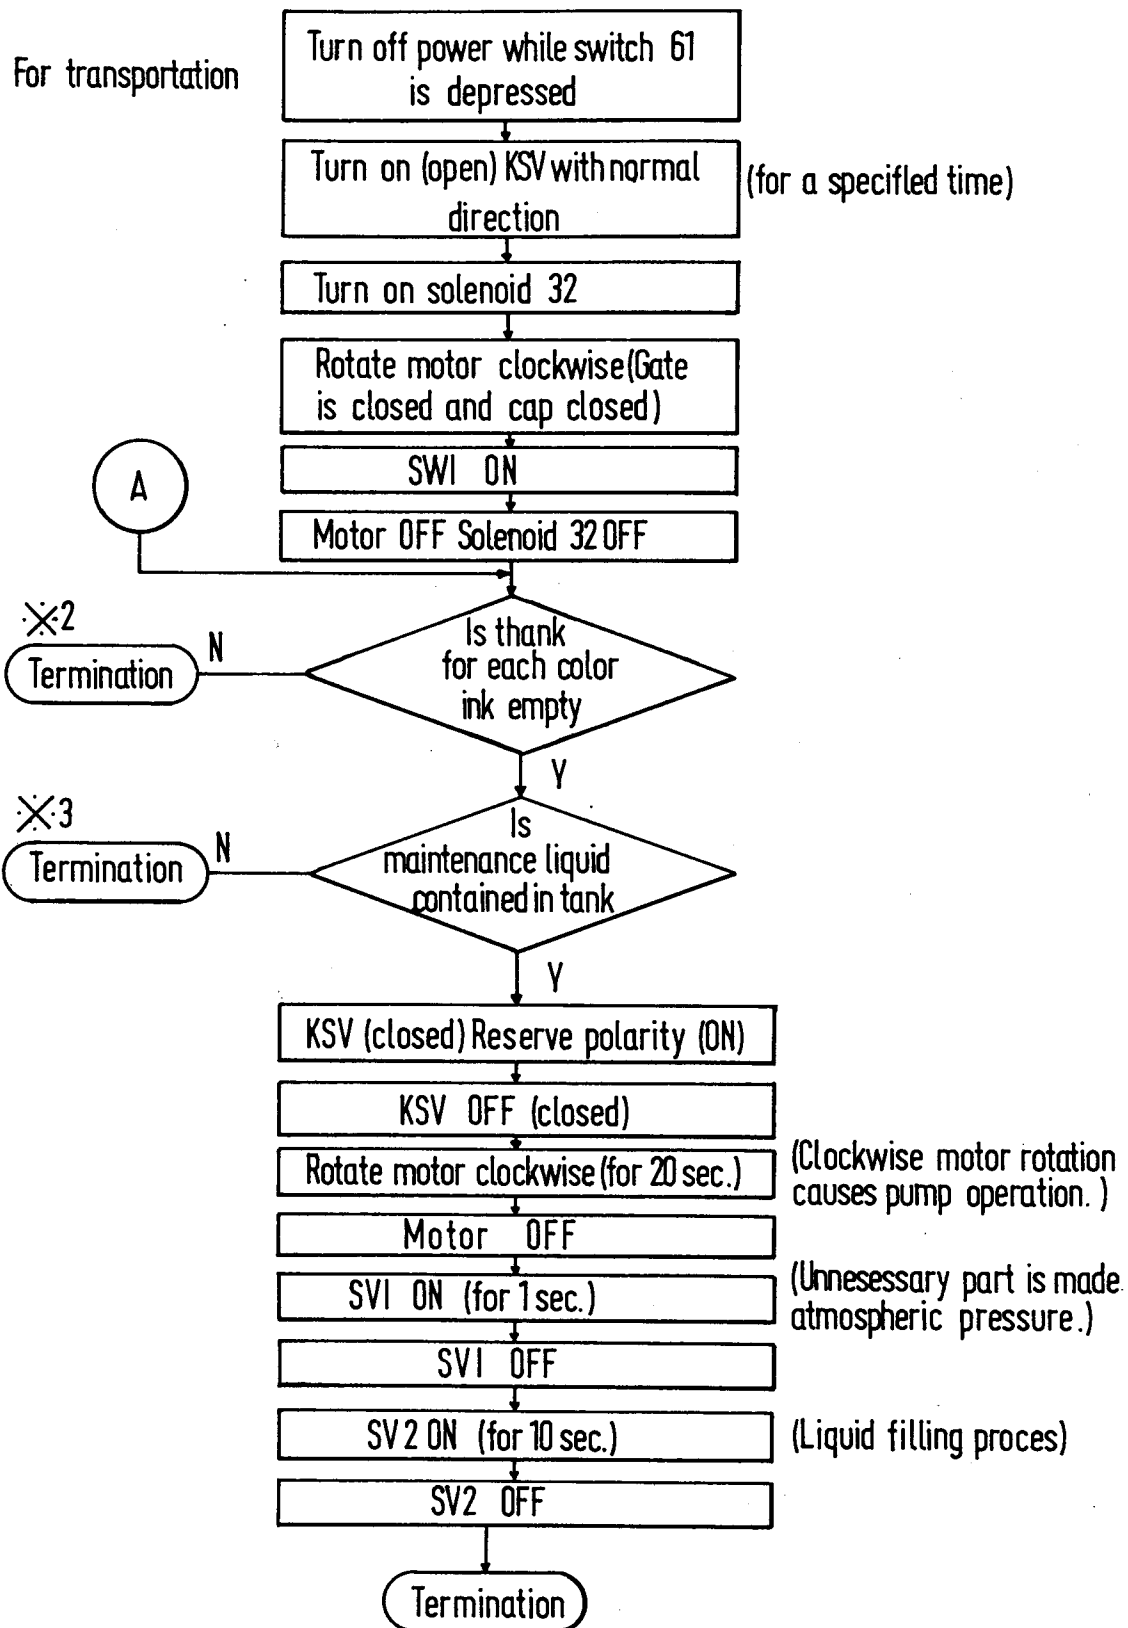 For transportation
Turn off power while switch 61
is depressed
Turn on (open) KSV with normal
direction
(for a specifled time)
Turn on solenoid 32
Rotate motor clockwise (Gate
is closed and cap closed)
SWI ON
A
Motor OFF Solenoid 32 OFF
※2
Termination
N
Is thank
for each color
ink empty
Y
※3
Termination
N
Is
maintenance liquid
contained in tank
Y
KSV (closed) Reserve polarity (ON)
KSV OFF (closed)
Rotate motor clockwise (for 20 sec.)
(Clockwise motor rotation
causes pump operation.)
Motor OFF
SVI ON (for 1 sec.)
(Unnesessary part is made
atmospheric pressure.)
SVI OFF
SV2 ON (for 10 sec.)
(Liquid filling proces)
SV2 OFF
Termination